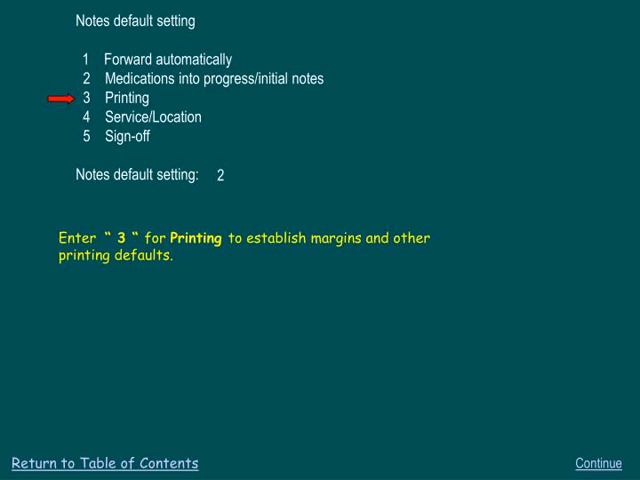 Notes default setting
1 Forward automatically
2 Medications into progress/initial notes
3 Printing
4 Service/Location
5 Sign-off
Notes default setting: 2
Enter “ 3 “ for Printing to establish margins and other
printing defaults.
Return to Table of Contents
Continue